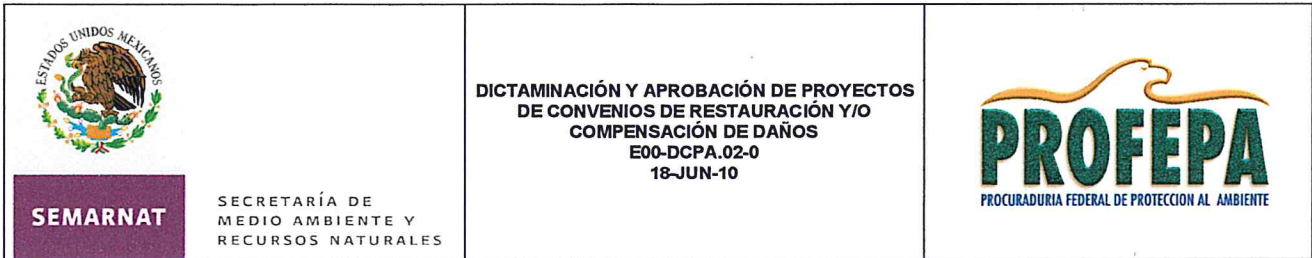 ESTADOS UNIDOS MEXICANOS
SEMARNAT
SECRETARÍA DE
MEDIO AMBIENTE Y
RECURSOS NATURALES
DICTAMINACIÓN Y APROBACIÓN DE PROYECTOS
DE CONVENIOS DE RESTAURACIÓN Y/O
COMPENSACIÓN DE DAÑOS
E00-DCPA.02-0
18-JUN-10
PROFEPA
PROCURADURIA FEDERAL DE PROTECCION AL AMBIENTE